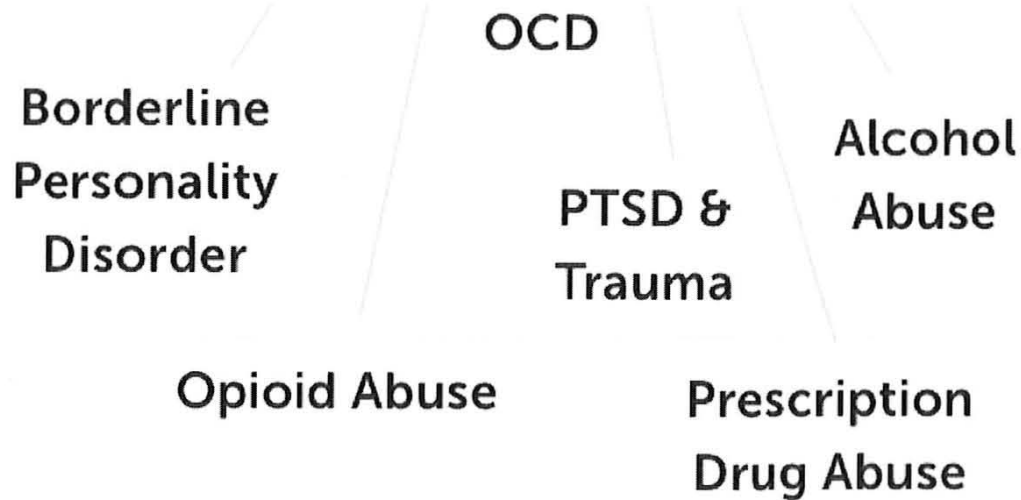 OCD
Borderline
Personality
Disorder
Alcohol
Abuse
PTSD &
Trauma
Opioid Abuse
Prescription
Drug Abuse